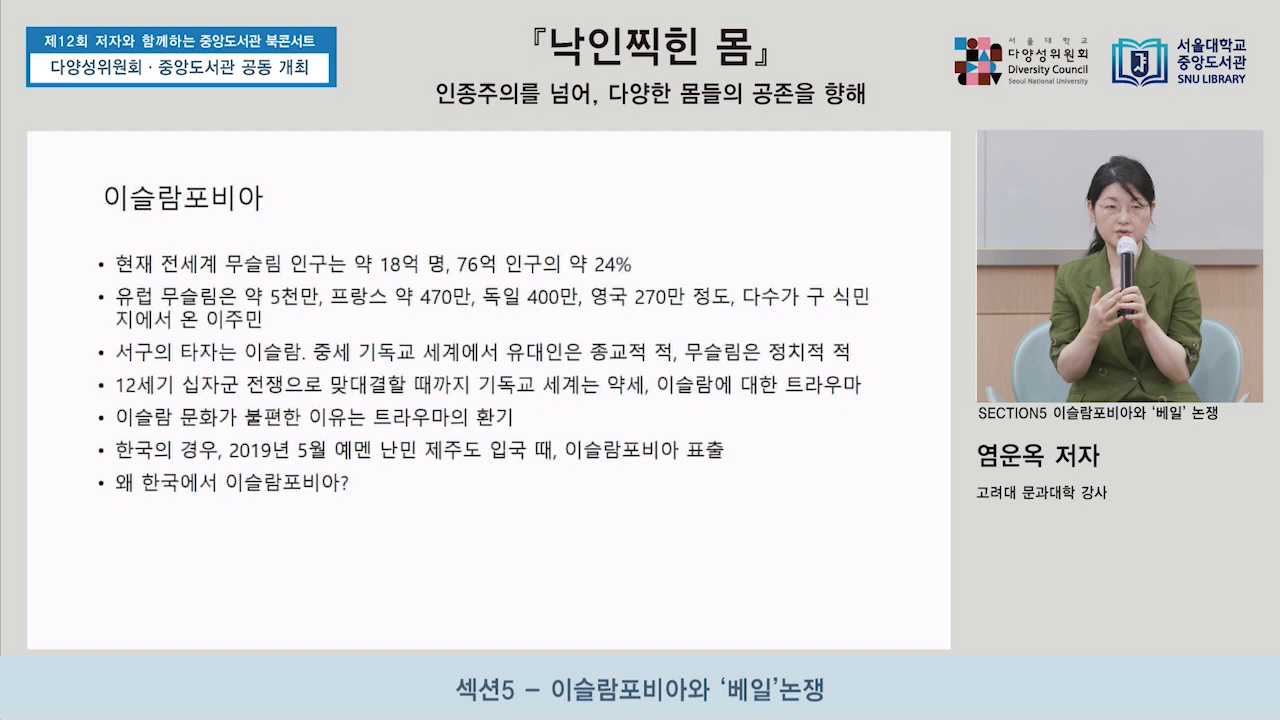 제12회 저자와 함께하는 중앙도서관 북콘서트
다양성위원회 · 중앙도서관 공동 개최
『낙인찍힌 몸』
인종주의를 넘어, 다양한 몸들의 공존을 향해
서울대학교
다양성위원회
Diversity Council
Seoul National University
서울대학교
중앙도서관
SNU LIBRARY
이슬람포비아
• 현재 전세계 무슬림 인구는 약 18억 명, 76억 인구의 약 24%
• 유럽 무슬림은 약 5천만, 프랑스 약 470만, 독일 400만, 영국 270만 정도, 다수가 구 식민
지에서 온 이주민
• 서구의 타자는 이슬람. 중세 기독교 세계에서 유대인은 종교적 적, 무슬림은 정치적 적
• 12세기 십자군 전쟁으로 맞대결할 때까지 기독교 세계는 약세, 이슬람에 대한 트라우마
• 이슬람 문화가 불편한 이유는 트라우마의 환기
• 한국의 경우, 2019년 5월 예멘 난민 제주도 입국 때, 이슬람포비아 표출
• 왜 한국에서 이슬람포비아?
SECTION5 이슬람포비아와 ‘베일’ 논쟁
염운옥 저자
고려대 문과대학 강사
섹션5 – 이슬람포비아와 ‘베일’논쟁